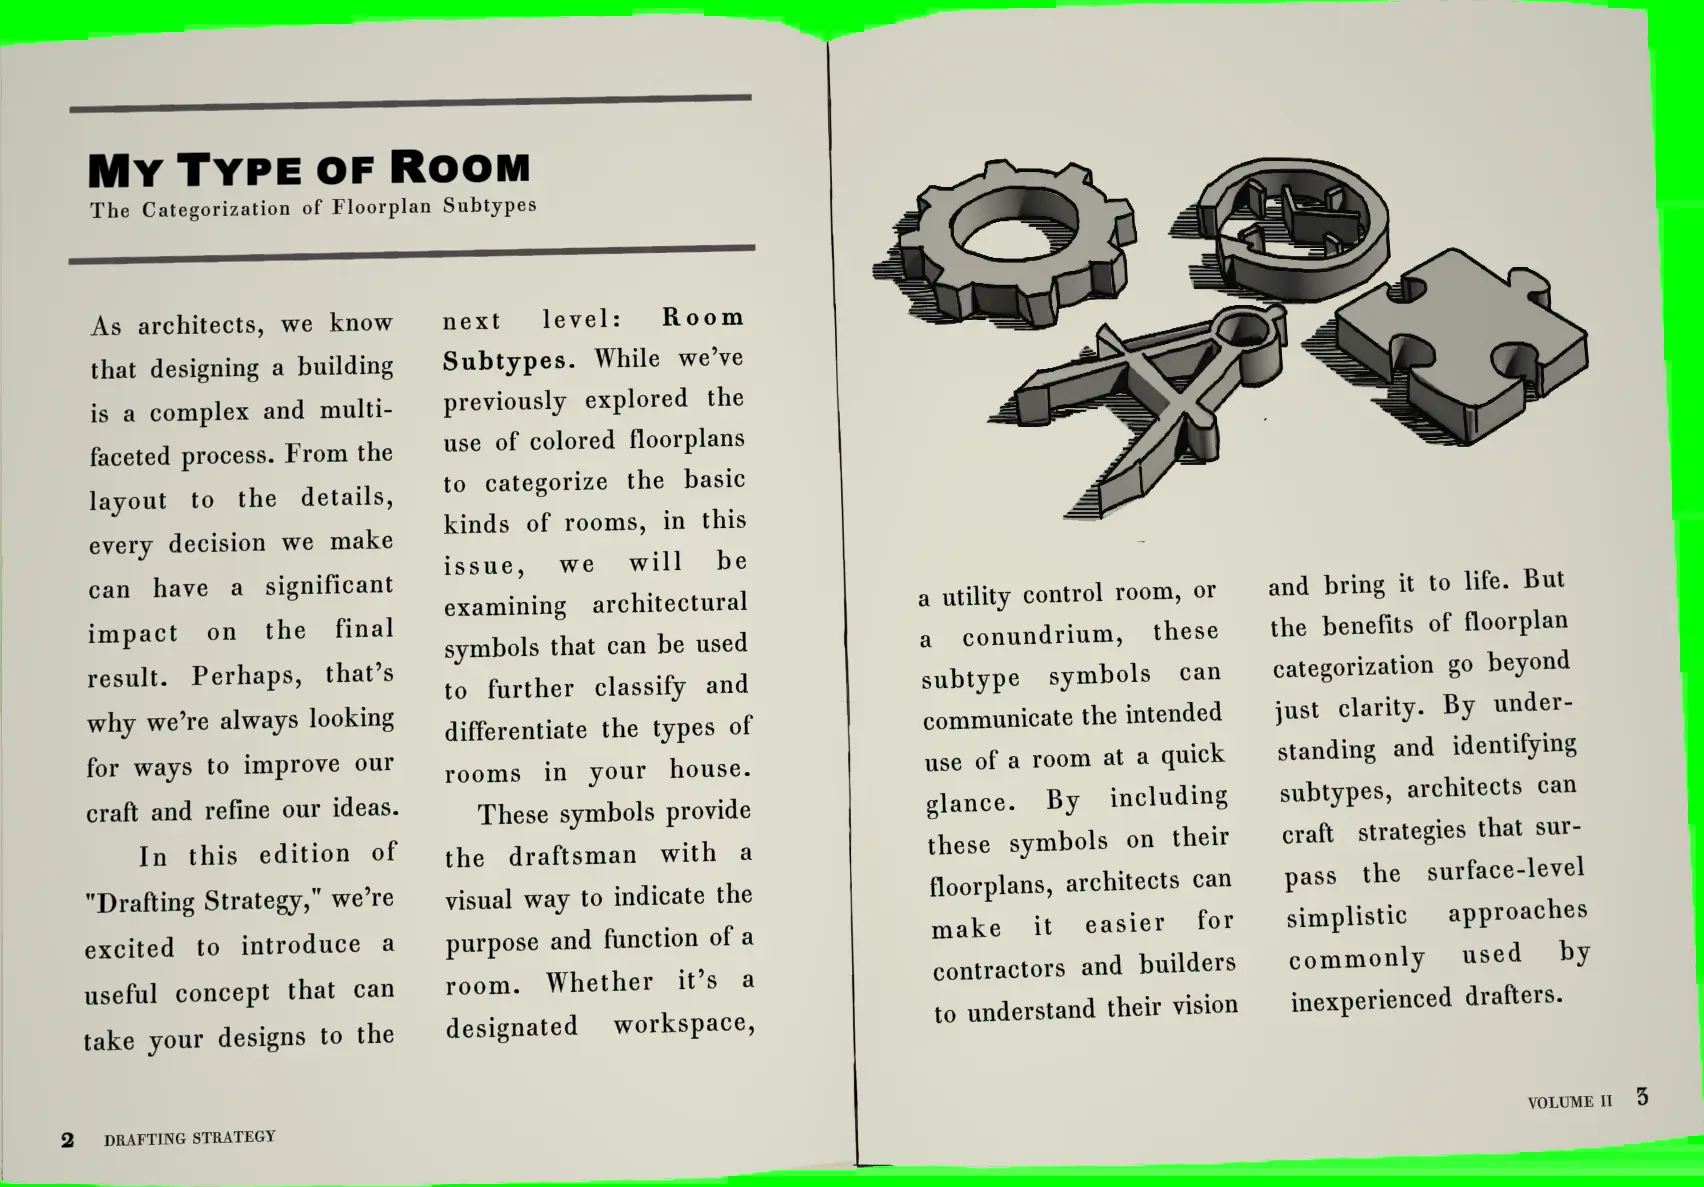 MY TYPE OF ROOM
The Categorization of Floorplan Subtypes
As architects, we know
that designing a building
is a complex and multi-
faceted process. From the
layout to the details,
every decision we make
can have a significant
impact on the final
result. Perhaps, that's
why we're always looking
for ways to improve our
craft and refine our ideas.
In this edition of
"Drafting Strategy," we're
excited to introduce a
useful concept that can
take your designs to the
next level: Room
Subtypes. While we've
previously explored the
use of colored floorplans
to categorize the basic
kinds of rooms, in this
issue, we will be
examining architectural
symbols that can be used
to further classify and
differentiate the types of
rooms in your house.
These symbols provide
the draftsman with a
visual way to indicate the
purpose and function of a
room. Whether it's a
designated workspace,
2 DRAFTING STRATEGY
a utility control room, or
a conundrium, these
subtype symbols can
communicate the intended
use of a room at a quick
glance. By including
these symbols on their
floorplans, architects can
make it easier for
contractors and builders
to understand their vision
and bring it to life. But
the benefits of floorplan
categorization go beyond
just clarity. By under-
standing and identifying
subtypes, architects can
craft strategies that sur-
pass the surface-level
simplistic approaches
commonly used by
inexperienced drafters.
VOLUME II 3